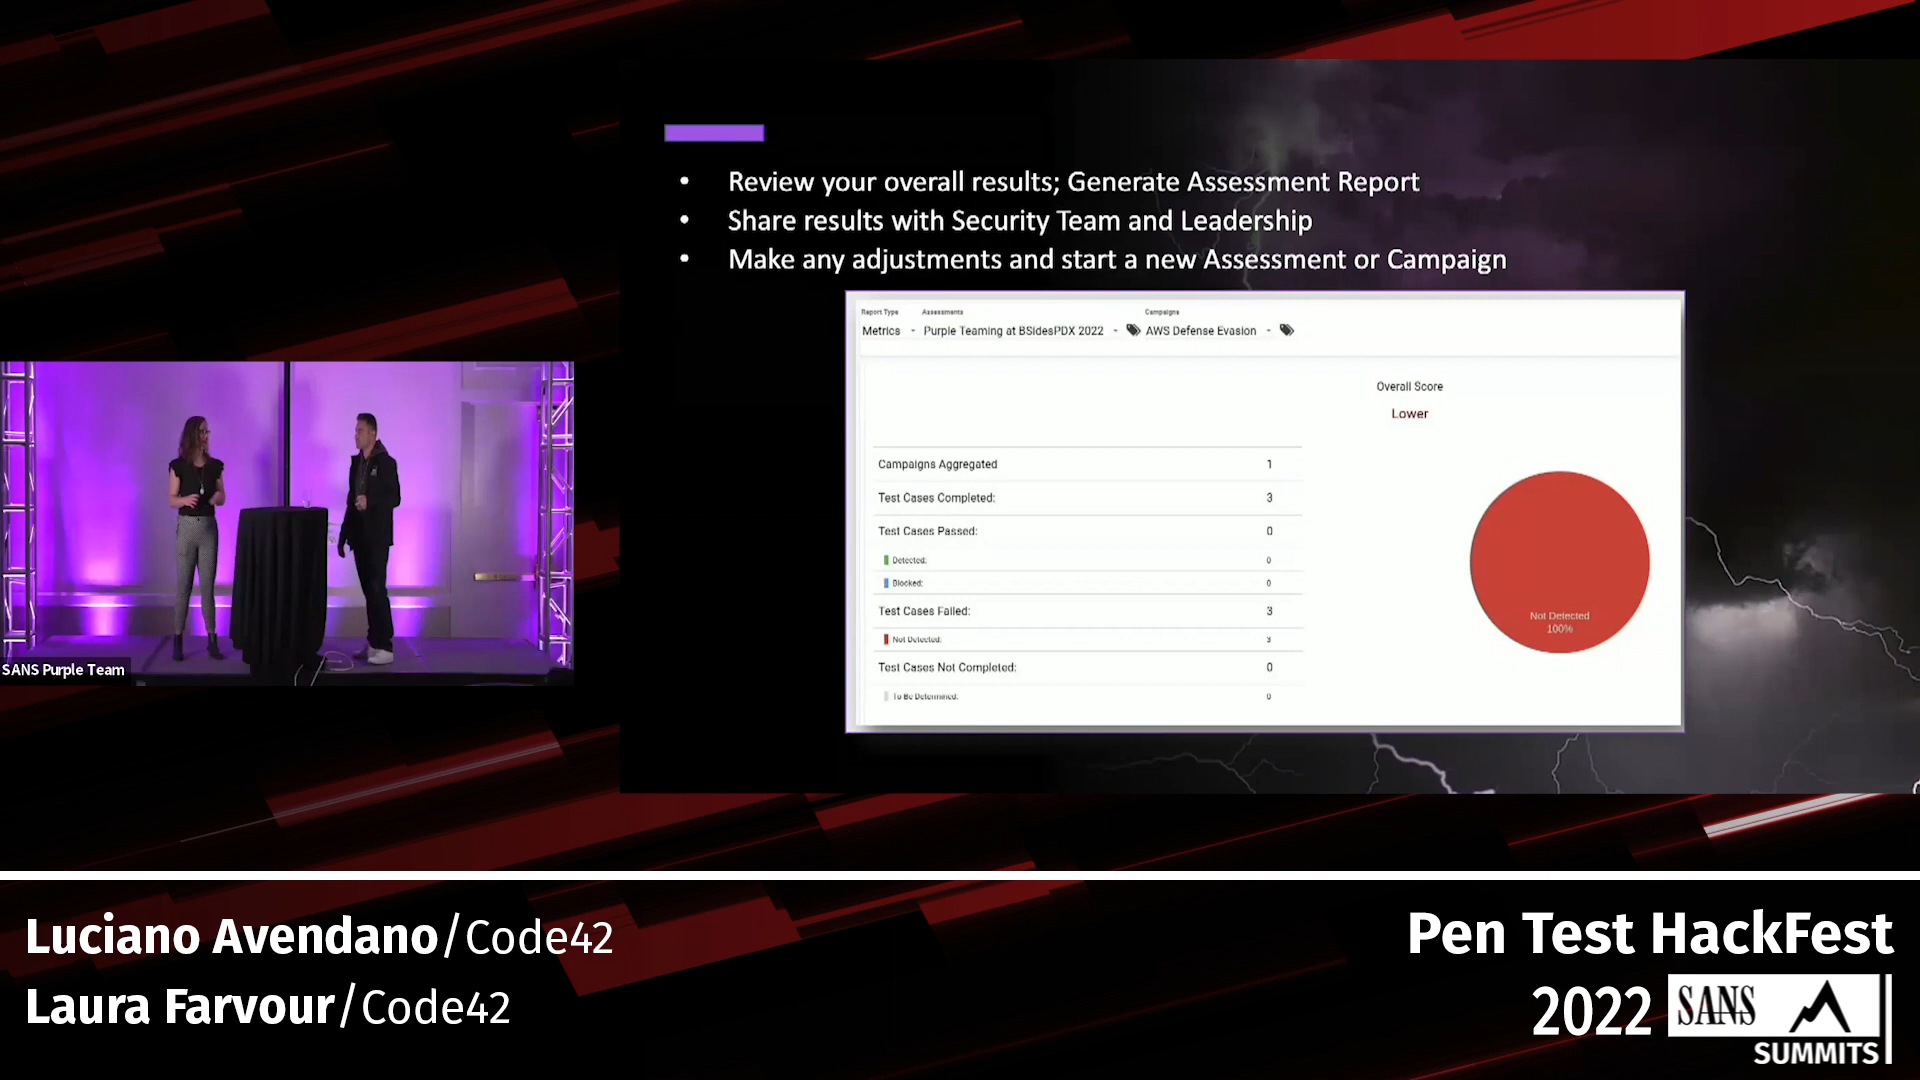 • Review your overall results; Generate Assessment Report
• Share results with Security Team and Leadership
• Make any adjustments and start a new Assessment or Campaign
Report Type Assessments Campaigns
Metrics - Purple Teaming at BSidesPDX 2022 - AWS Defense Evasion -
Overall Score
Lower
Campaigns Aggregated 1
Test Cases Completed: 3
Test Cases Passed: 0
Detected: 0
Blocked: 0
Test Cases Failed: 3
Not Detected: 3
Test Cases Not Completed: 0
To Be Determined: 0
Not Detected
100%
SANS Purple Team
Luciano Avendano/Code42
Laura Farvour/Code42
Pen Test HackFest
2022 SANS
SUMMITS